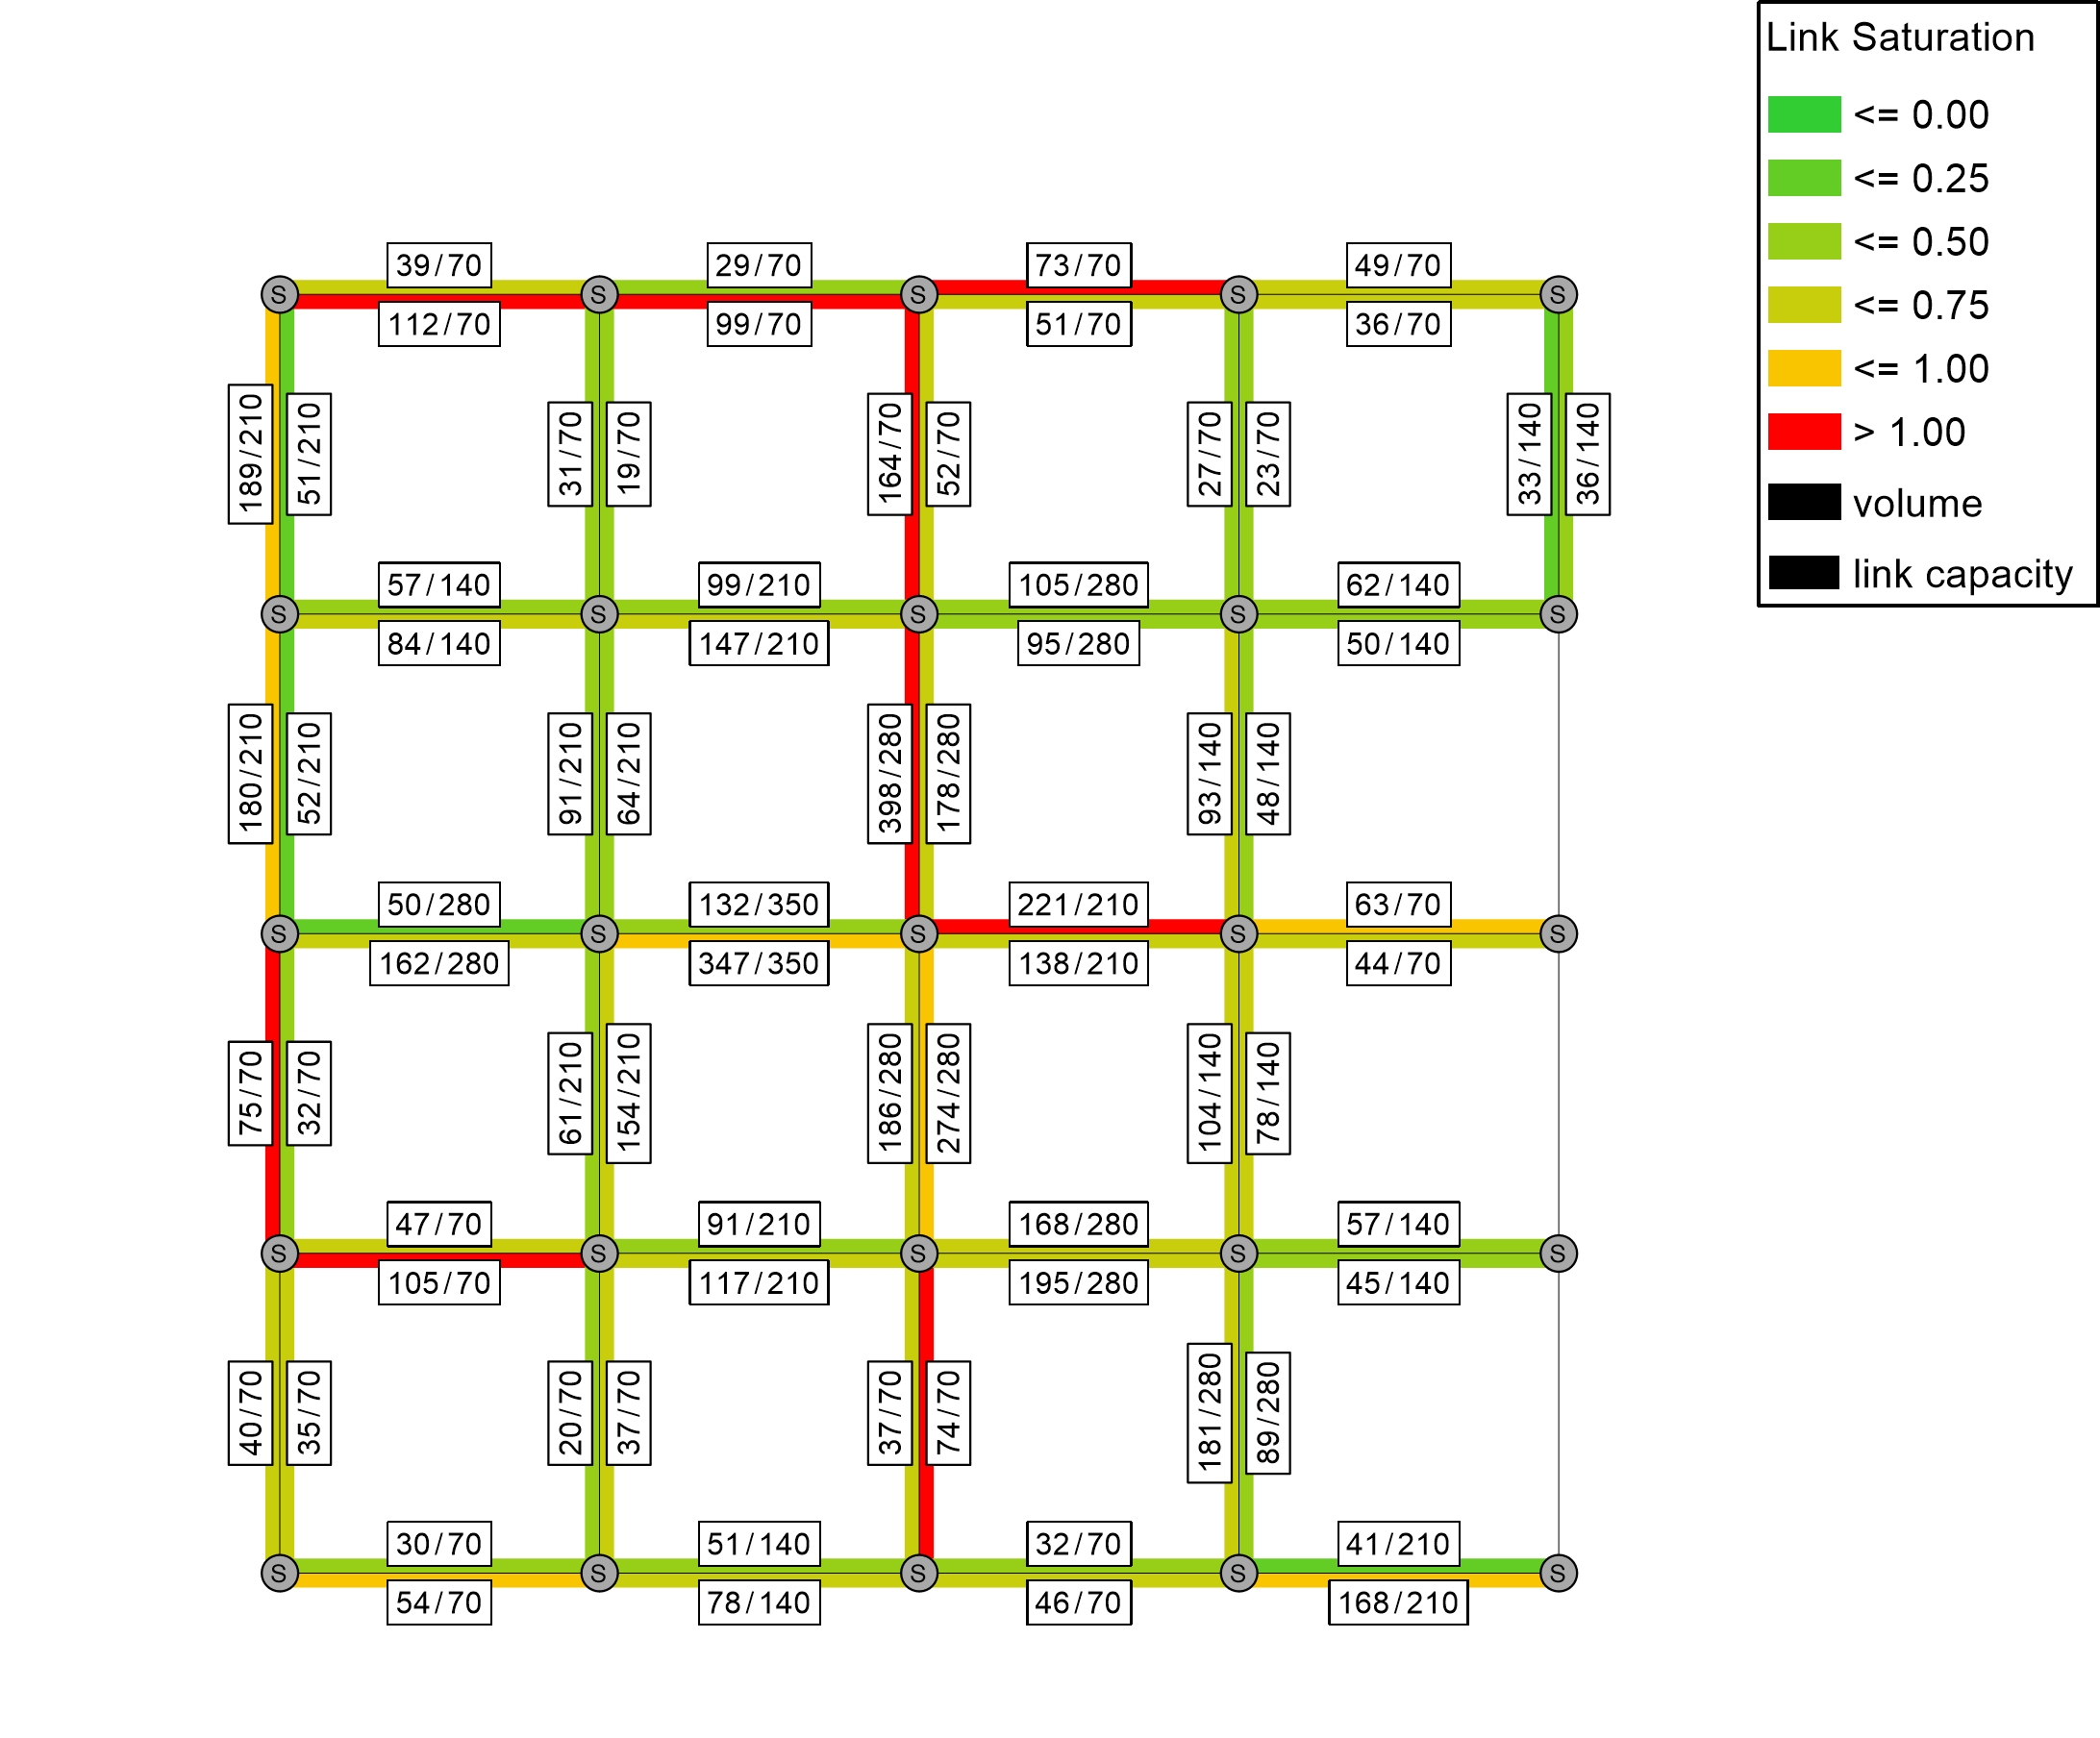 Link Saturation
<= 0.00
<= 0.25
<= 0.50
<= 0.75
<= 1.00
> 1.00
volume
link capacity
39/70
29/70
73/70
49/70
S
S
S
S
S
112/70
99/70
51/70
36/70
189/210
51/210
31/70
19/70
164/70
52/70
27/70
23/70
33/140
36/140
57/140
99/210
105/280
62/140
S
S
S
S
S
84/140
147/210
95/280
50/140
180/210
52/210
91/210
64/210
398/280
178/280
93/140
48/140
50/280
132/350
221/210
63/70
S
S
S
S
S
162/280
347/350
138/210
44/70
75/70
32/70
61/210
154/210
186/280
274/280
104/140
78/140
47/70
91/210
168/280
57/140
S
S
S
S
S
105/70
117/210
195/280
45/140
40/70
35/70
20/70
37/70
37/70
74/70
181/280
89/280
30/70
51/140
32/70
41/210
S
S
S
S
S
54/70
78/140
46/70
168/210